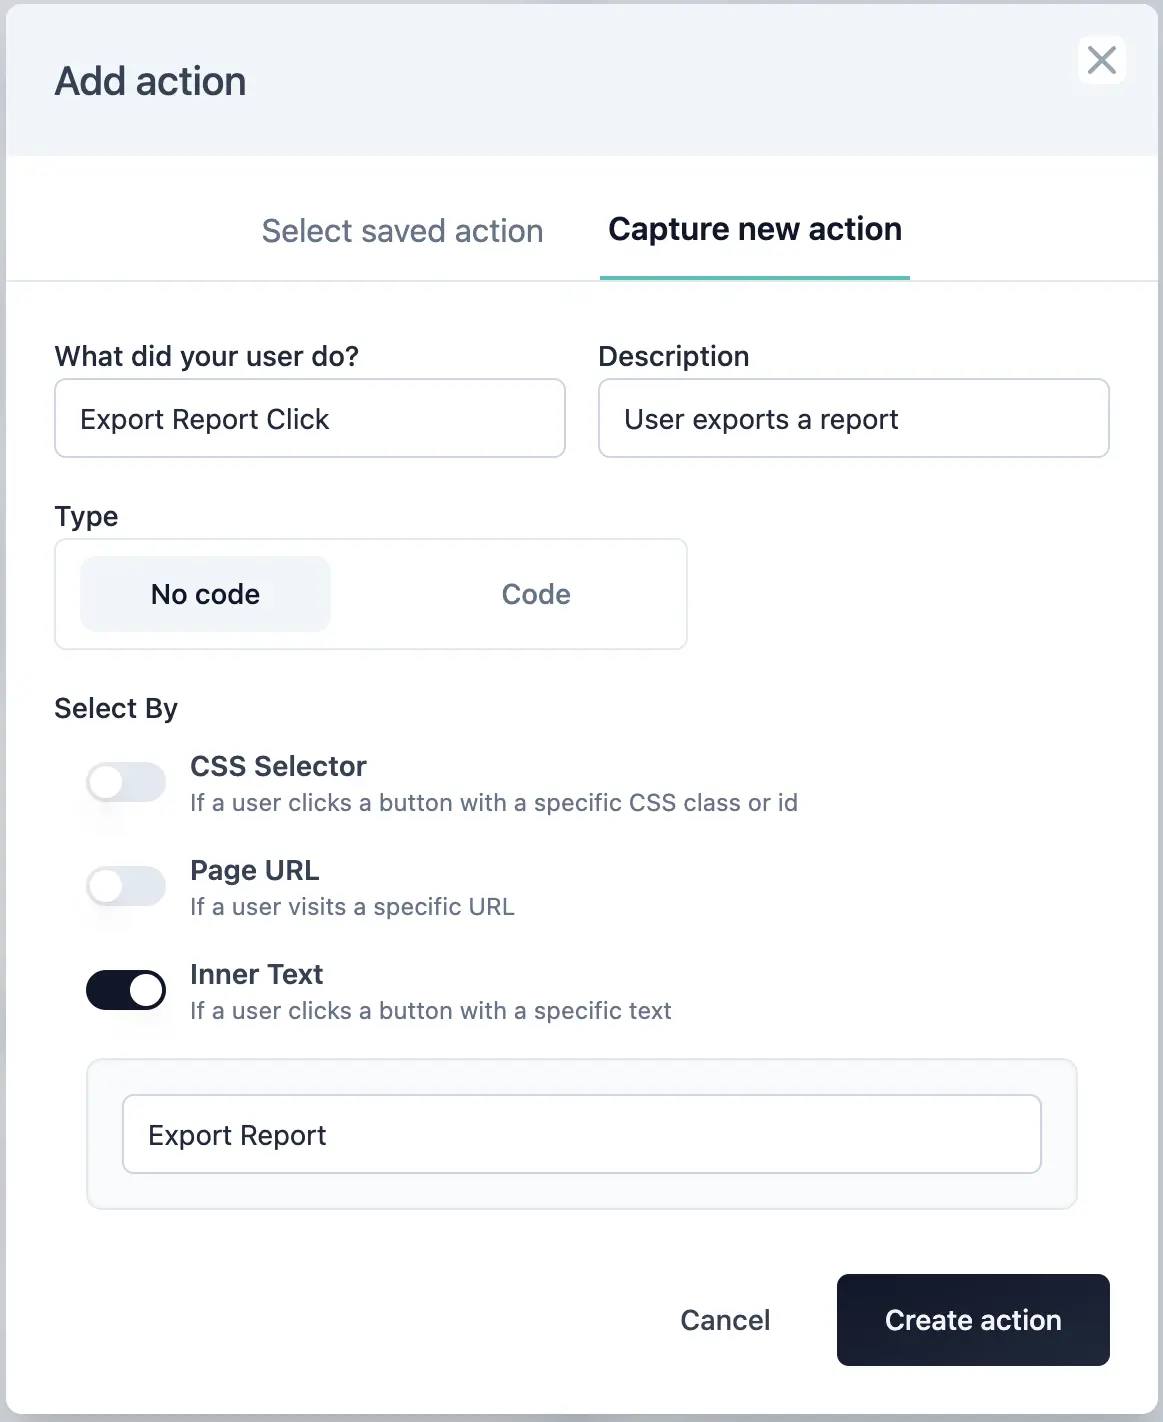 Add action
Select saved action
Capture new action
What did your user do?
Description
Export Report Click
User exports a report
Type
No code
Code
Select By
CSS Selector
If a user clicks a button with a specific CSS class or id
Page URL
If a user visits a specific URL
Inner Text
If a user clicks a button with a specific text
Export Report
Cancel
Create action